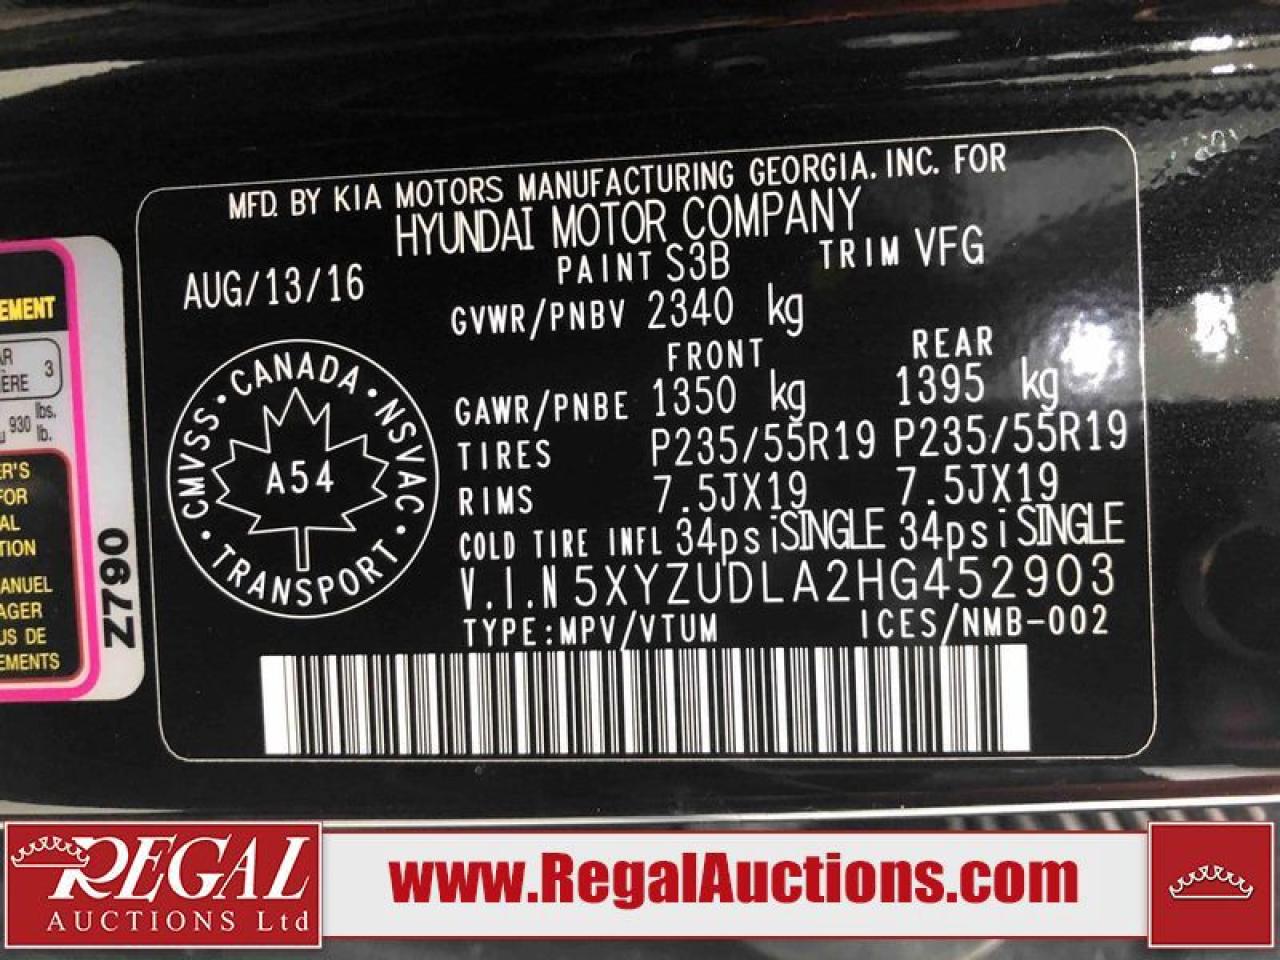 MFD. BY KIA MOTORS MANUFACTURING GEORGIA. INC. FOR
HYUNDAI MOTOR COMPANY
AUG/13/16
PAINT S3B TRIM VFG
GVWR/PNBV 2340 kg
FRONT REAR
GAWR/PNBE 1350 kg 1395 kg
TIRES P235/55R19 P235/55R19
RIMS 7.5JX19 7.5JX19
COLD TIRE INFL 34psiSINGLE 34psiSINGLE
V.I.N 5XYZUDLA2HG452903
TYPE:MPV/VTUM ICES/NMB-002
CMVSS • CANADA • NSVAC • TRANSPORT •
A54
EMENT
3
930 lbs.
lb.
ER'S
FOR
AL
TION
ANUEL
AGER
US DE
EMENTS
Z790
REGAL
AUCTIONS Ltd
www.RegalAuctions.com